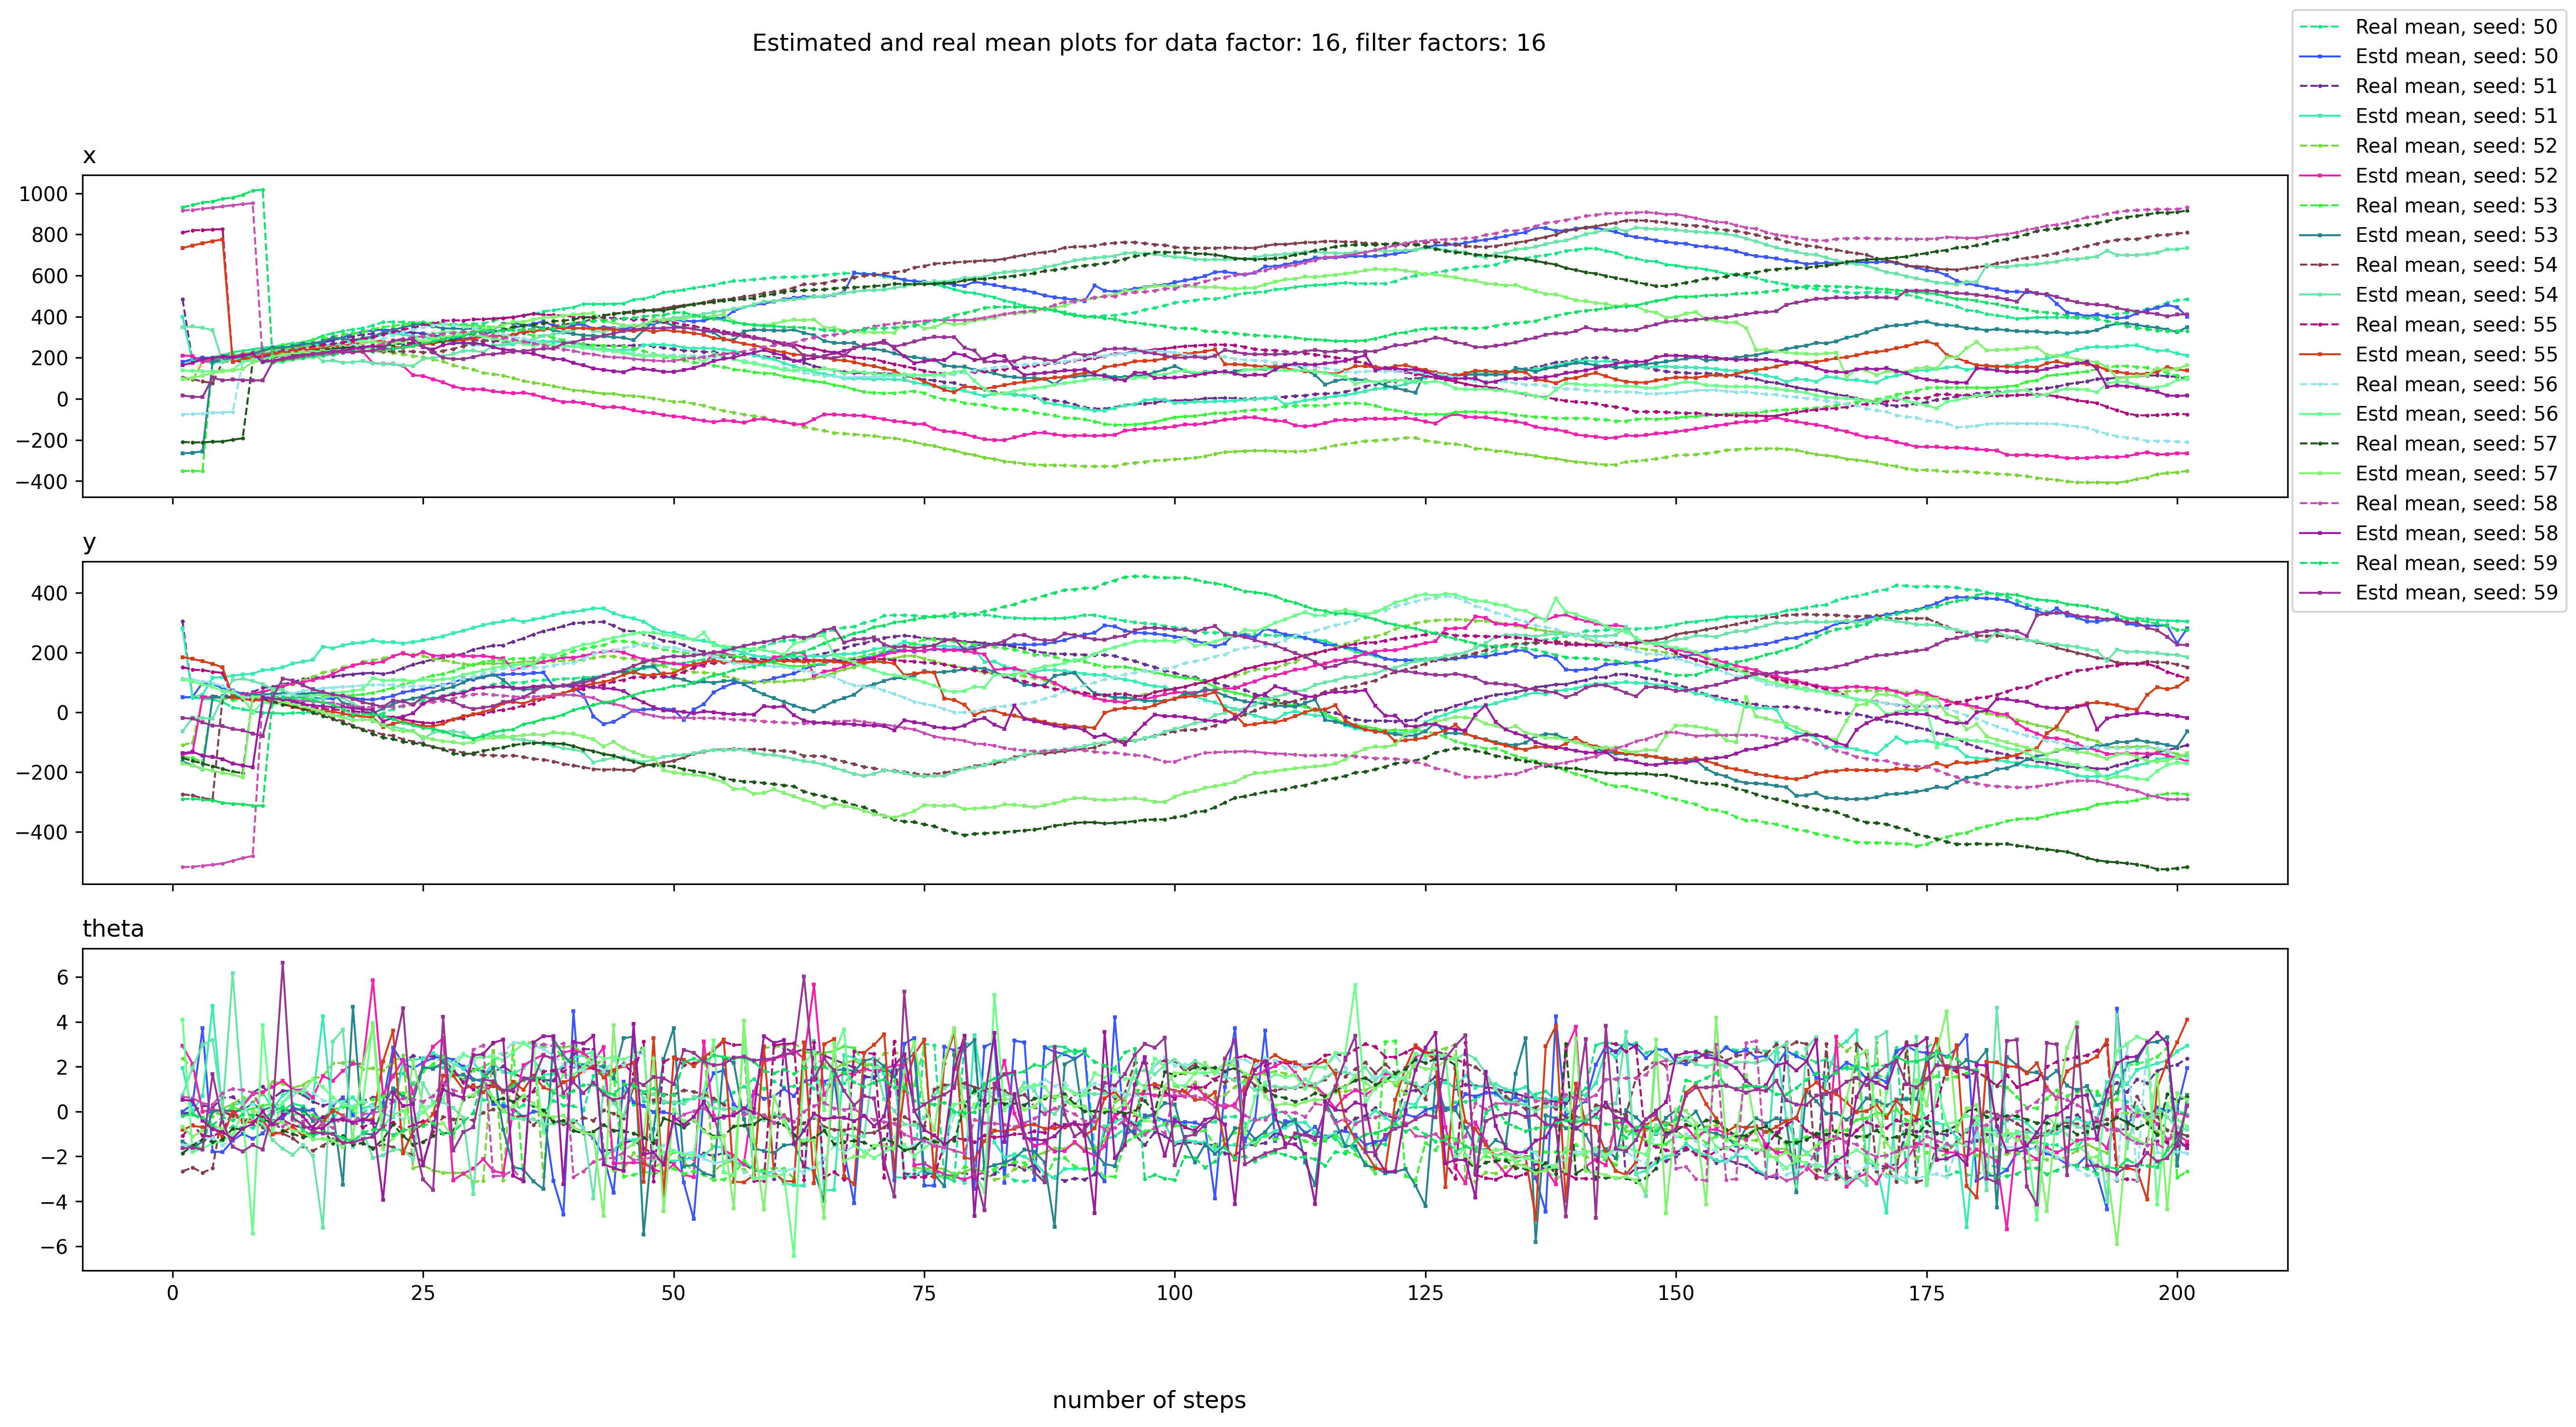 Estimated and real mean plots for data factor: 16, filter factors: 16
Real mean, seed: 50
Estd mean, seed: 50
Real mean, seed: 51
Estd mean, seed: 51
Real mean, seed: 52
Estd mean, seed: 52
Real mean, seed: 53
Estd mean, seed: 53
Real mean, seed: 54
Estd mean, seed: 54
Real mean, seed: 55
Estd mean, seed: 55
Real mean, seed: 56
Estd mean, seed: 56
Real mean, seed: 57
Estd mean, seed: 57
Real mean, seed: 58
Estd mean, seed: 58
Real mean, seed: 59
Estd mean, seed: 59
x
1000
800
600
400
200
0
−200
−400
y
400
200
0
−200
−400
theta
6
4
2
0
−2
−4
−6
0 25 50 75 100 125 150 175 200
number of steps